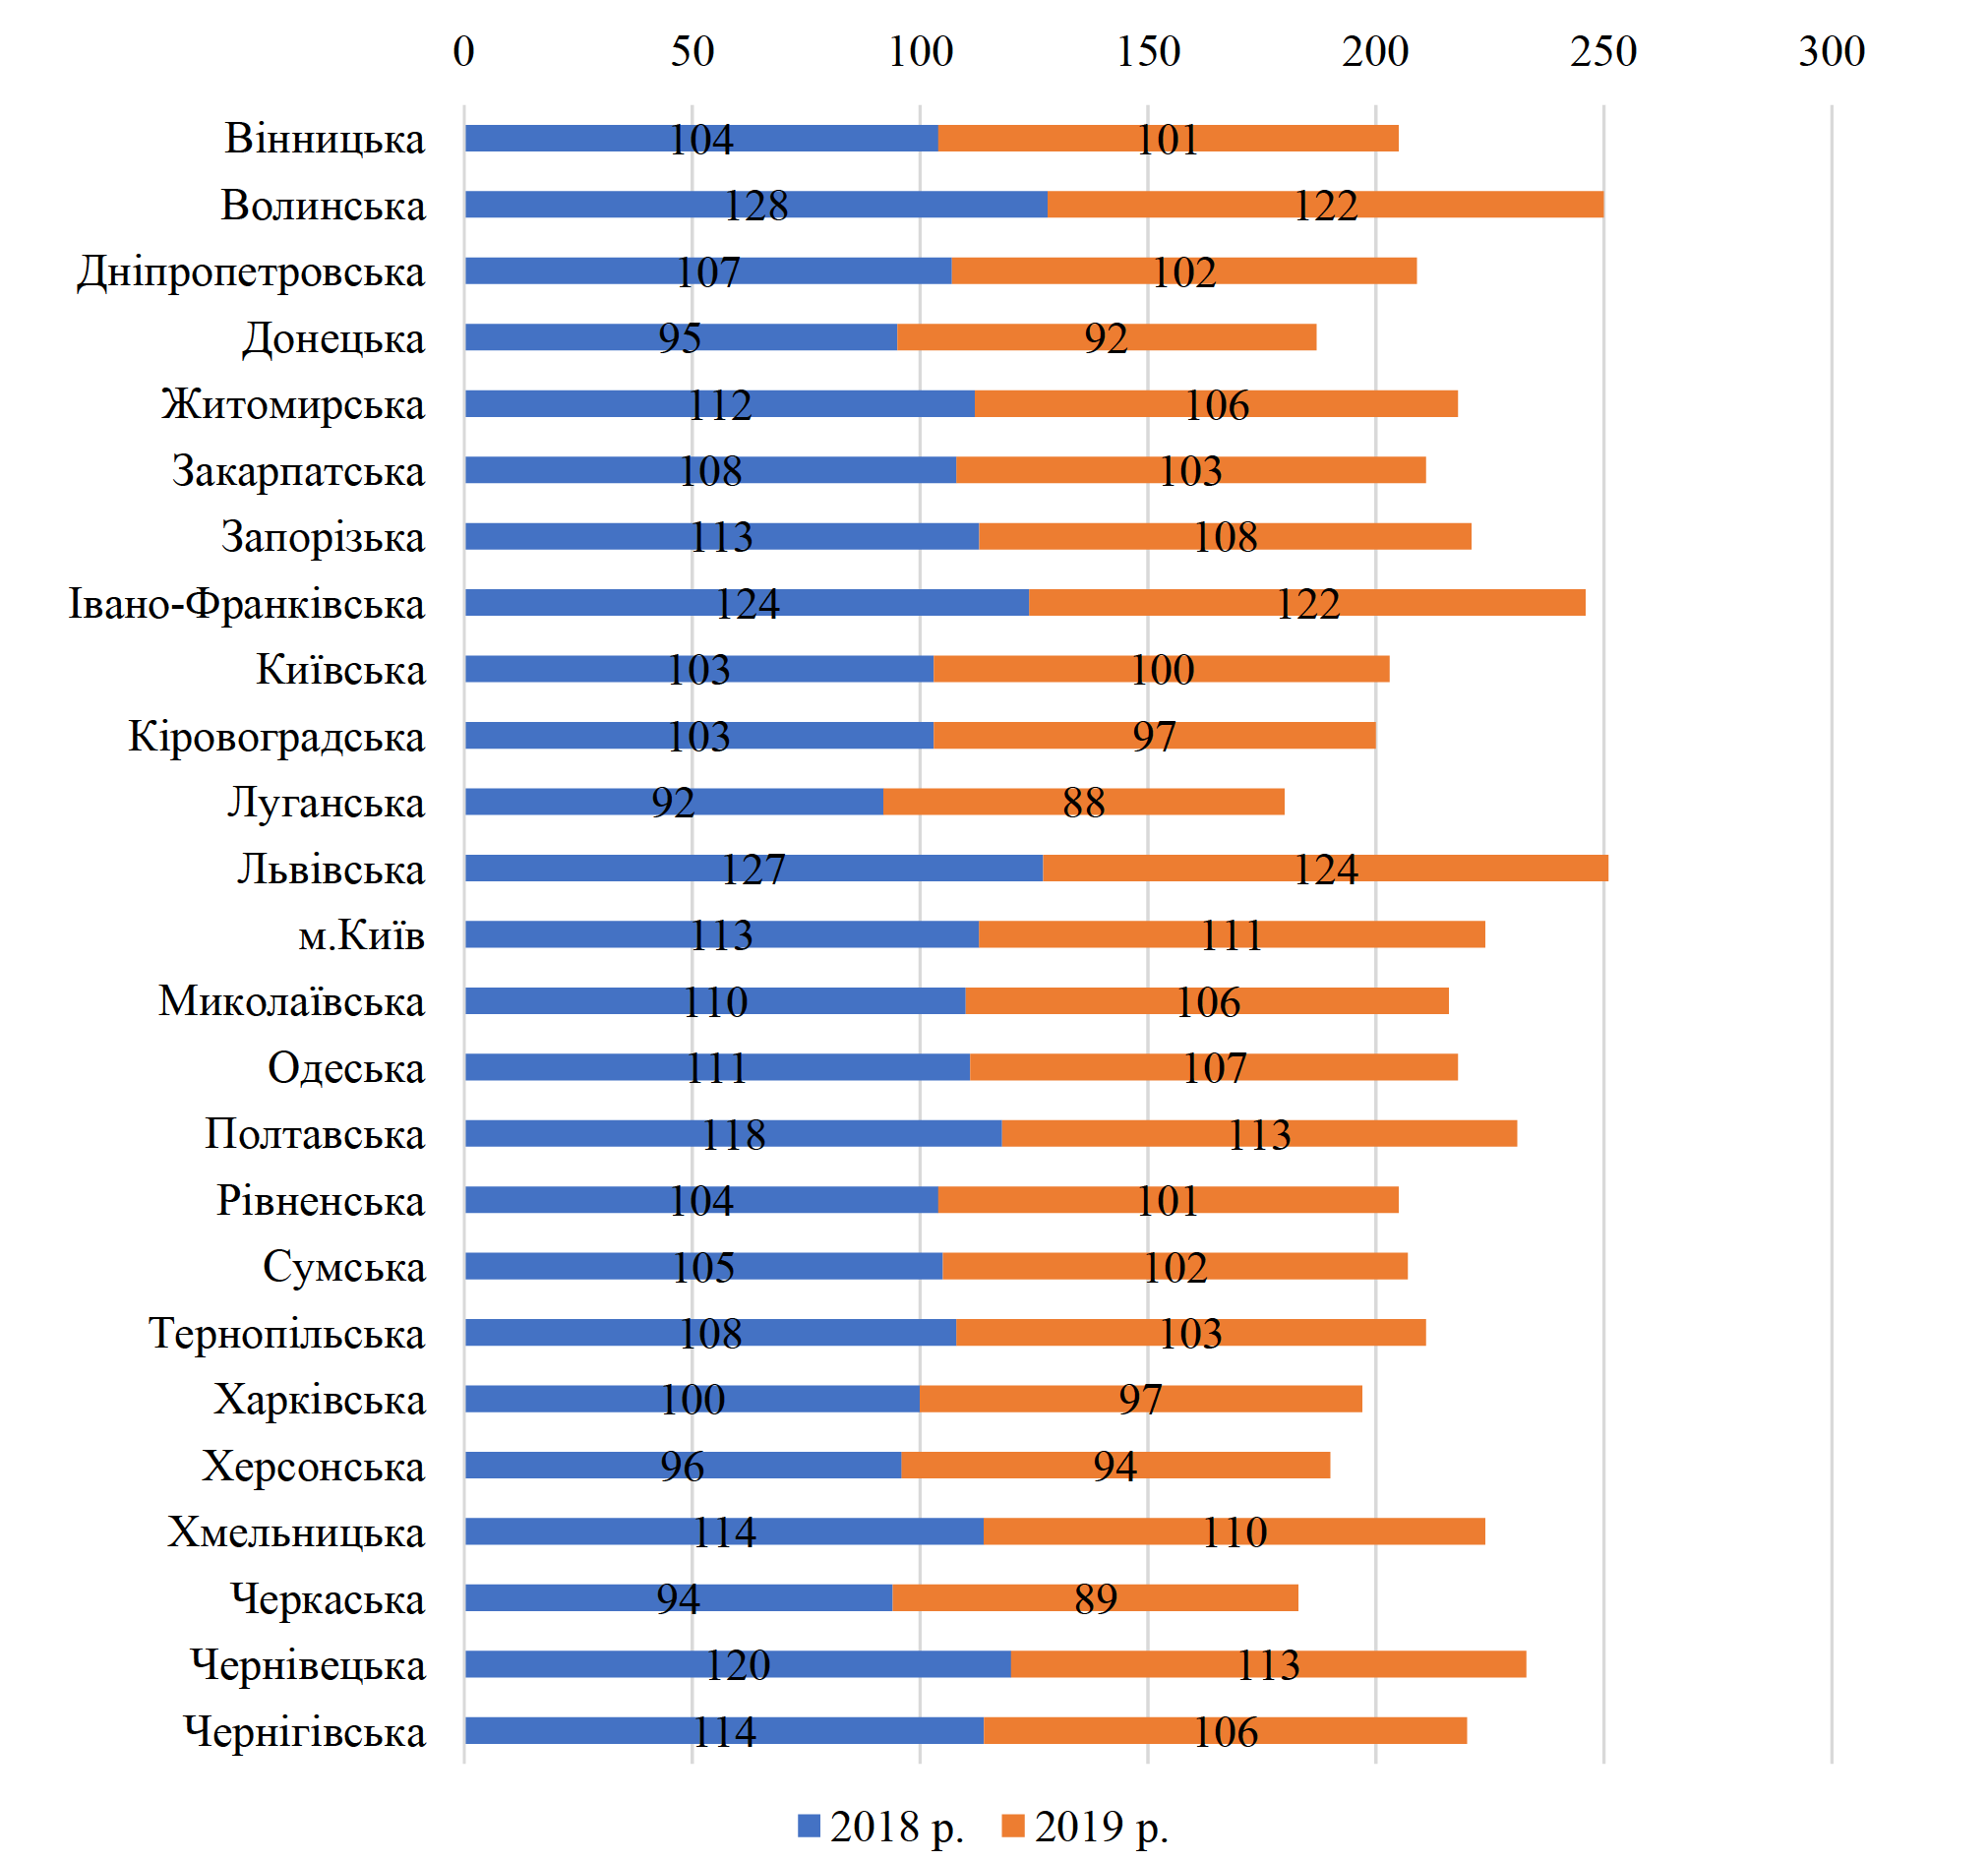 0 50 100 150 200 250 300
Вінницька 104 101
Волинська 128 122
Дніпропетровська 107 102
Донецька 95 92
Житомирська 112 106
Закарпатська 108 103
Запорізька 113 108
Івано-Франківська 124 122
Київська 103 100
Кіровоградська 103 97
Луганська 92 88
Львівська 127 124
м.Київ 113 111
Миколаївська 110 106
Одеська 111 107
Полтавська 118 113
Рівненська 104 101
Сумська 105 102
Тернопільська 108 103
Харківська 100 97
Херсонська 96 94
Хмельницька 114 110
Черкаська 94 89
Чернівецька 120 113
Чернігівська 114 106
2018 р. 2019 р.